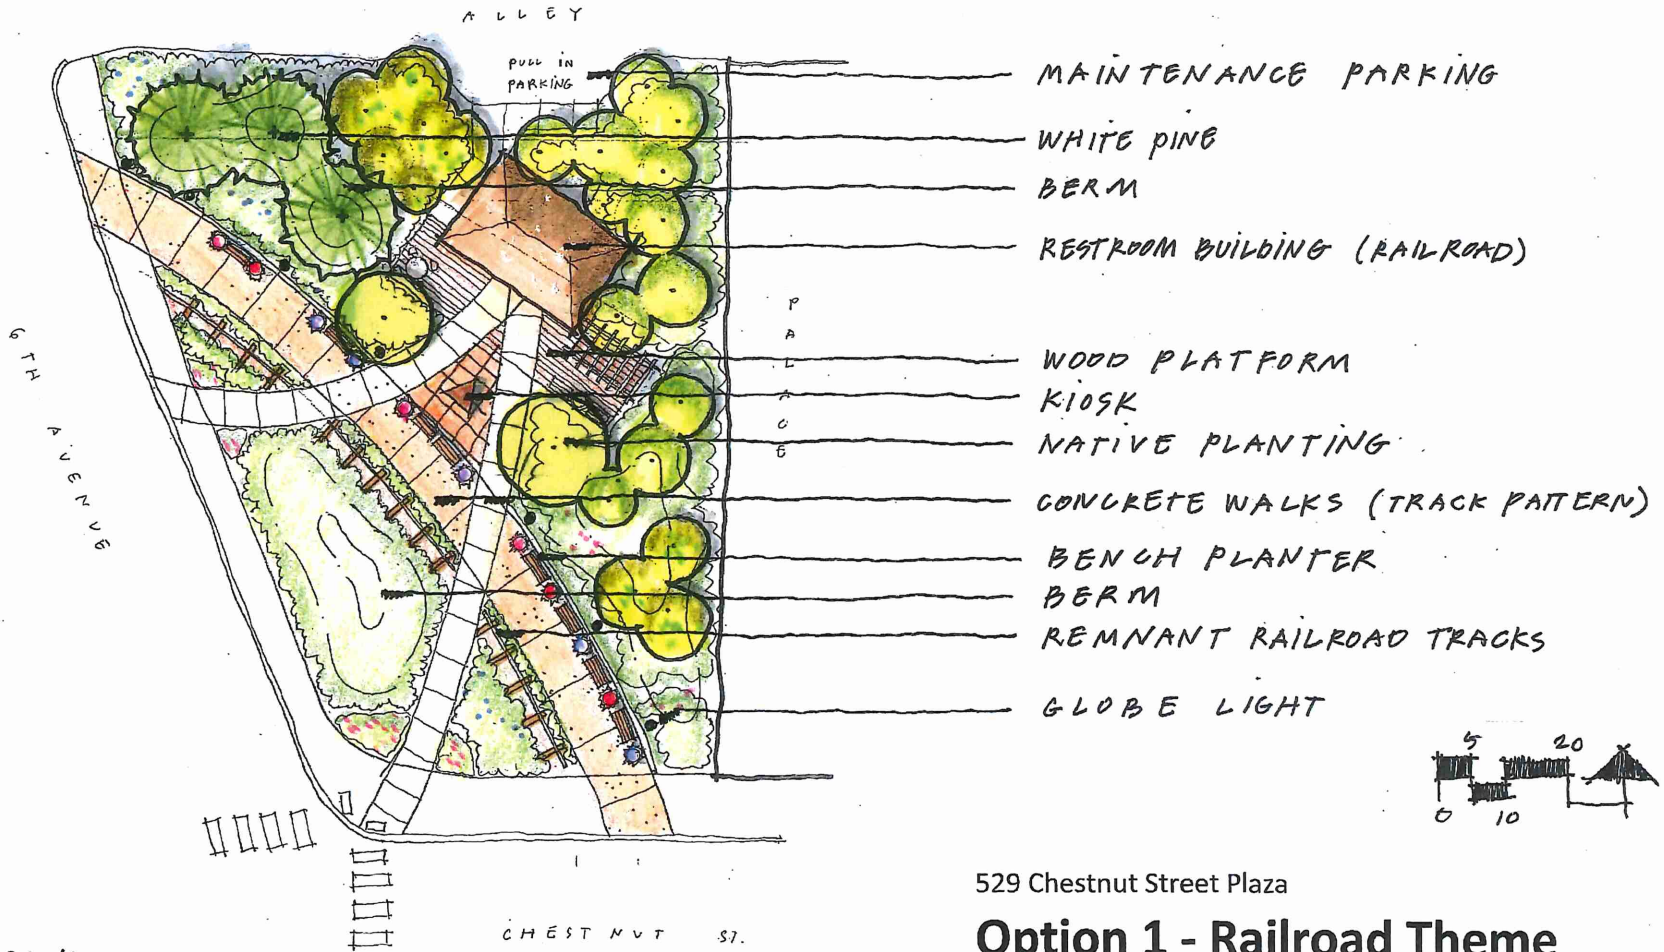 ALLEY
PULL IN
PARKING
MAINTENANCE PARKING
WHITE PINE
BERM
RESTROOM BUILDING (RAILROAD)
WOOD PLATFORM
KIOSK
NATIVE PLANTING
CONCRETE WALKS (TRACK PATTERN)
BENCH PLANTER
BERM
REMNANT RAILROAD TRACKS
GLOBE LIGHT
6TH AVENUE
PALACE
5 20
0 10
529 Chestnut Street Plaza
Option 1 - Railroad Theme
CHESTNUT ST.